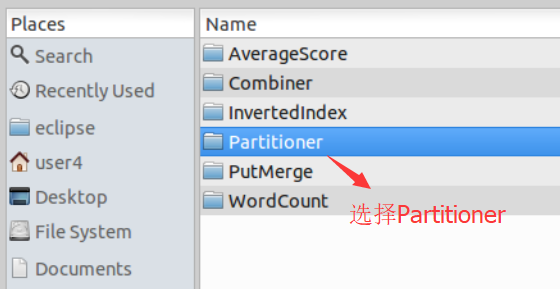 Places
Search
Recently Used
eclipse
user4
Desktop
File System
Documents
Name
AverageScore
Combiner
InvertedIndex
Partitioner
PutMerge
WordCount
选择Partitioner